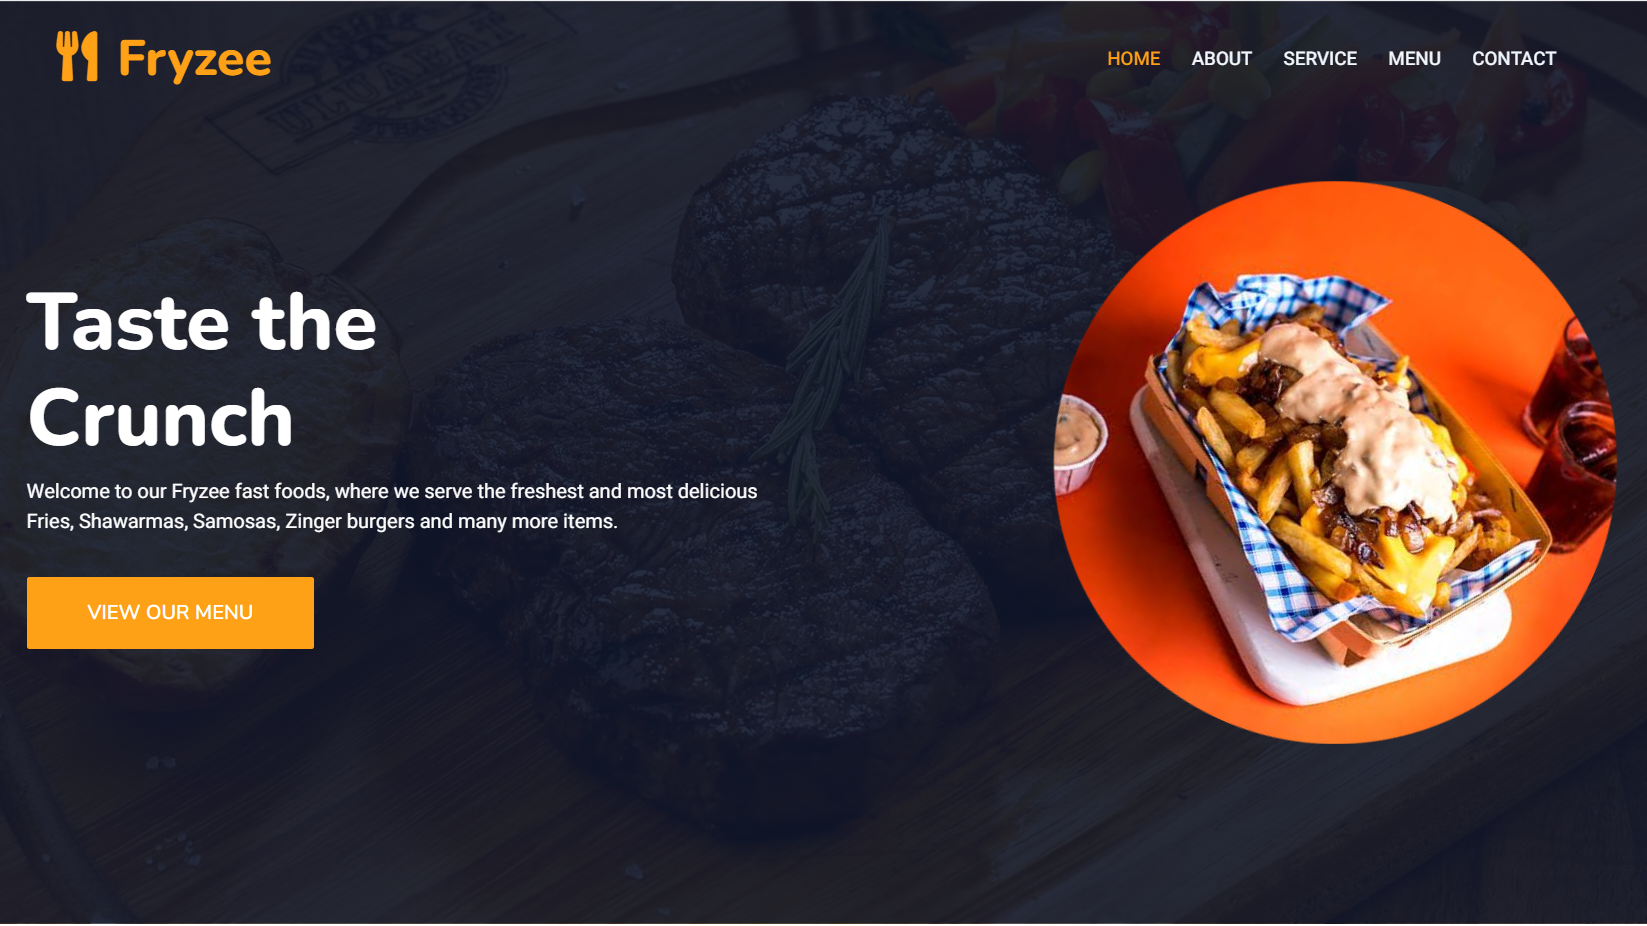 Fryzee
HOME ABOUT SERVICE MENU CONTACT
Taste the
Crunch
Welcome to our Fryzee fast foods, where we serve the freshest and most delicious
Fries, Shawarmas, Samosas, Zinger burgers and many more items.
VIEW OUR MENU